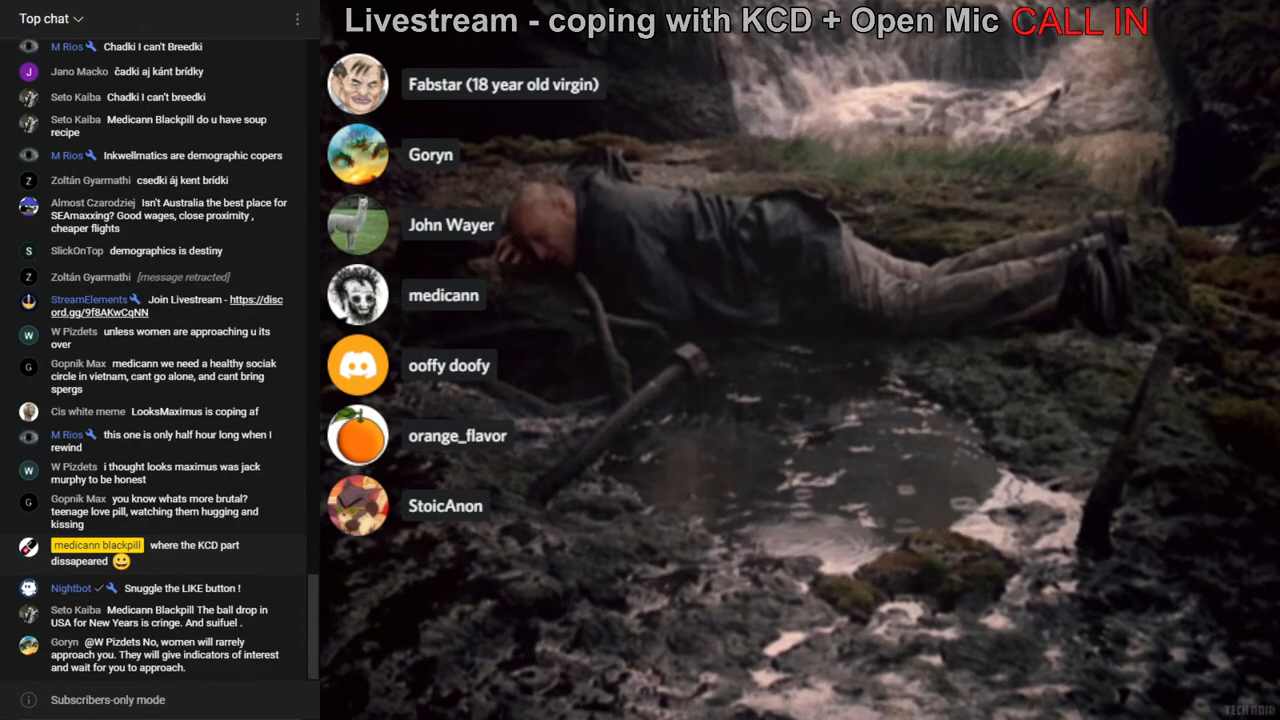 Top chat
M Rios Chadki I can't Breedki
Jano Macko čadki aj kánt brídky
Seto Kaiba Chadki I can't breedki
Seto Kaiba Medicann Blackpill do u have soup
recipe
M Rios Inkwellmatics are demographic copers
Z
Zoltán Gyarmathi csedki áj kent brídki
Almost Czarodziej Isn't Australia the best place for
SEAmaxxing? Good wages, close proximity ,
cheaper flights
S
SlickOnTop demographics is destiny
Z
Zoltán Gyarmathi [message retracted]
StreamElements Join Livestream - https://disc
ord.gg/9f8AKwCqNN
W
W Pizdets unless women are approaching u its
over
G
Gopnik Max medicann we need a healthy sociak
circle in vietnam, cant go alone, and cant bring
spergs
Cis white meme LooksMaximus is coping af
M Rios this one is only half hour long when I
rewind
W
W Pizdets i thought looks maximus was jack
murphy to be honest
G
Gopnik Max you know whats more brutal?
teenage love pill, watching them hugging and
kissing
medicann blackpill where the KCD part
dissapeared
Nightbot Snuggle the LIKE button !
Seto Kaiba Medicann Blackpill The ball drop in
USA for New Years is cringe. And suifuel .
Goryn @W Pizdets No, women will rarrely
approach you. They will give indicators of interest
and wait for you to approach.
Subscribers-only mode
Livestream - coping with KCD + Open Mic CALL IN
Fabstar (18 year old virgin)
Goryn
John Wayer
medicann
ooffy doofy
orange_flavor
StoicAnon
TECH NOIR